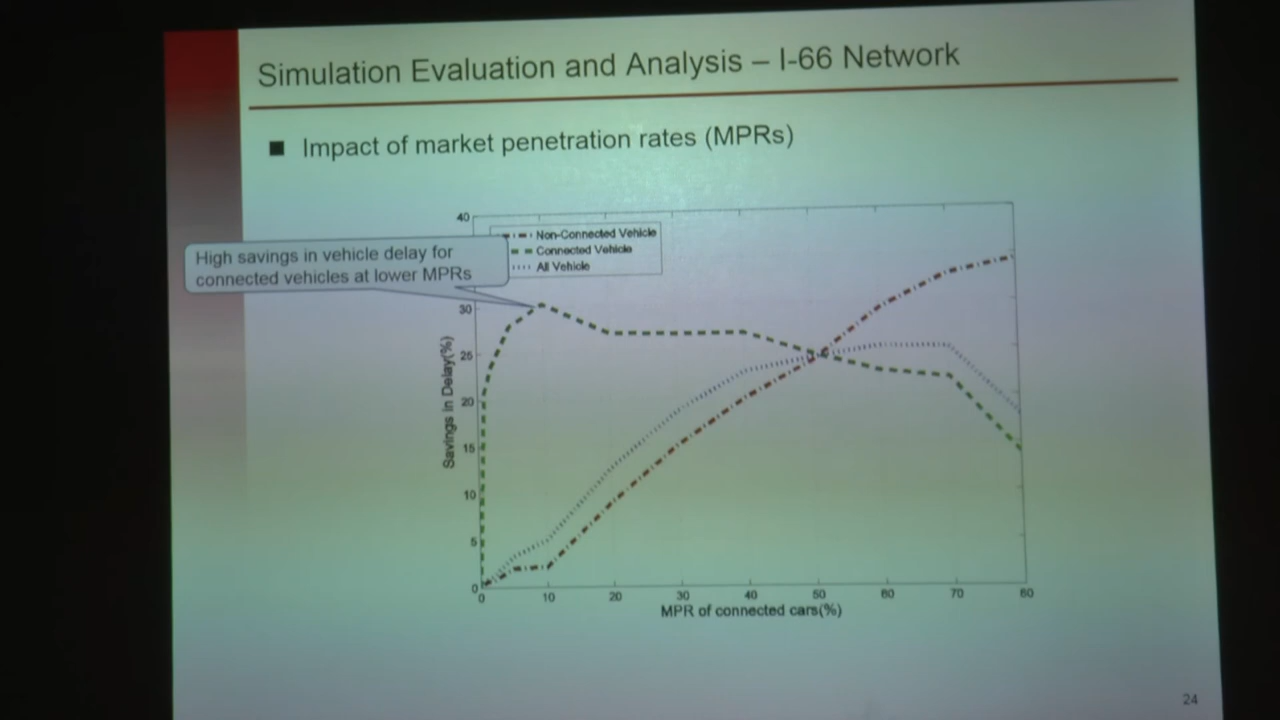 Simulation Evaluation and Analysis – I-66 Network
Impact of market penetration rates (MPRs)
High savings in vehicle delay for
connected vehicles at lower MPRs
Non-Connected Vehicle
Connected Vehicle
All Vehicle
40
30
25
20
15
10
5
0
Savings in Delay(%)
0 10 20 30 40 50 60 70 80
MPR of connected cars(%)
24